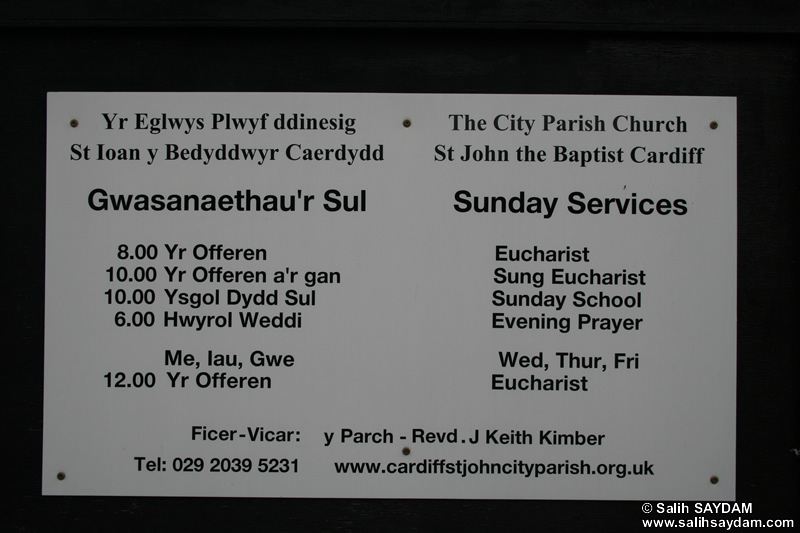 Yr Eglwys Plwyf ddinesig
St Ioan y Bedyddwyr Caerdydd
Gwasanaethau'r Sul
8.00 Yr Offeren
10.00 Yr Offeren a'r gan
10.00 Ysgol Dydd Sul
6.00 Hwyrol Weddi
Me, Iau, Gwe
12.00 Yr Offeren
The City Parish Church
St John the Baptist Cardiff
Sunday Services
Eucharist
Sung Eucharist
Sunday School
Evening Prayer
Wed, Thur, Fri
Eucharist
Ficer-Vicar: y Parch - Revd. J Keith Kimber
Tel: 029 2039 5231 www.cardiffstjohncityparish.org.uk
© Salih SAYDAM
www.salihsaydam.com